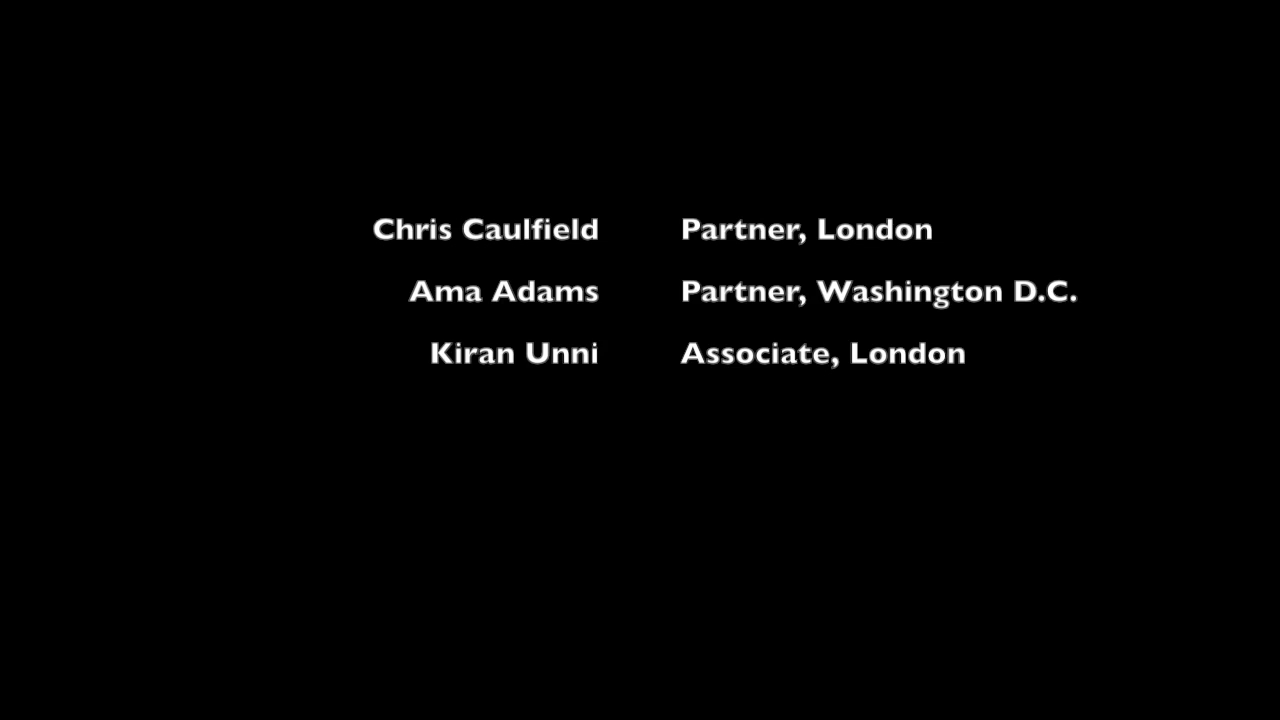 Chris Caulfield Partner, London
Ama Adams Partner, Washington D.C.
Kiran Unni Associate, London